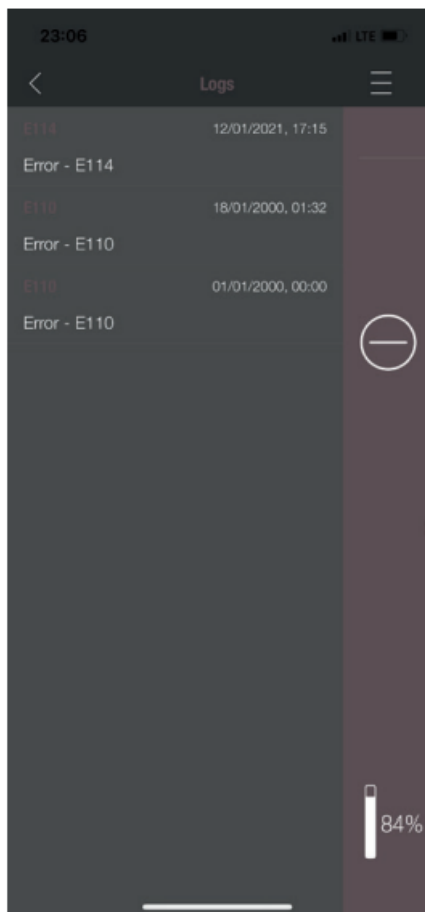 23:06 LTE
Logs
E114 12/01/2021, 17:15
Error - E114
E110 18/01/2000, 01:32
Error - E110
E110 01/01/2000, 00:00
Error - E110
84%